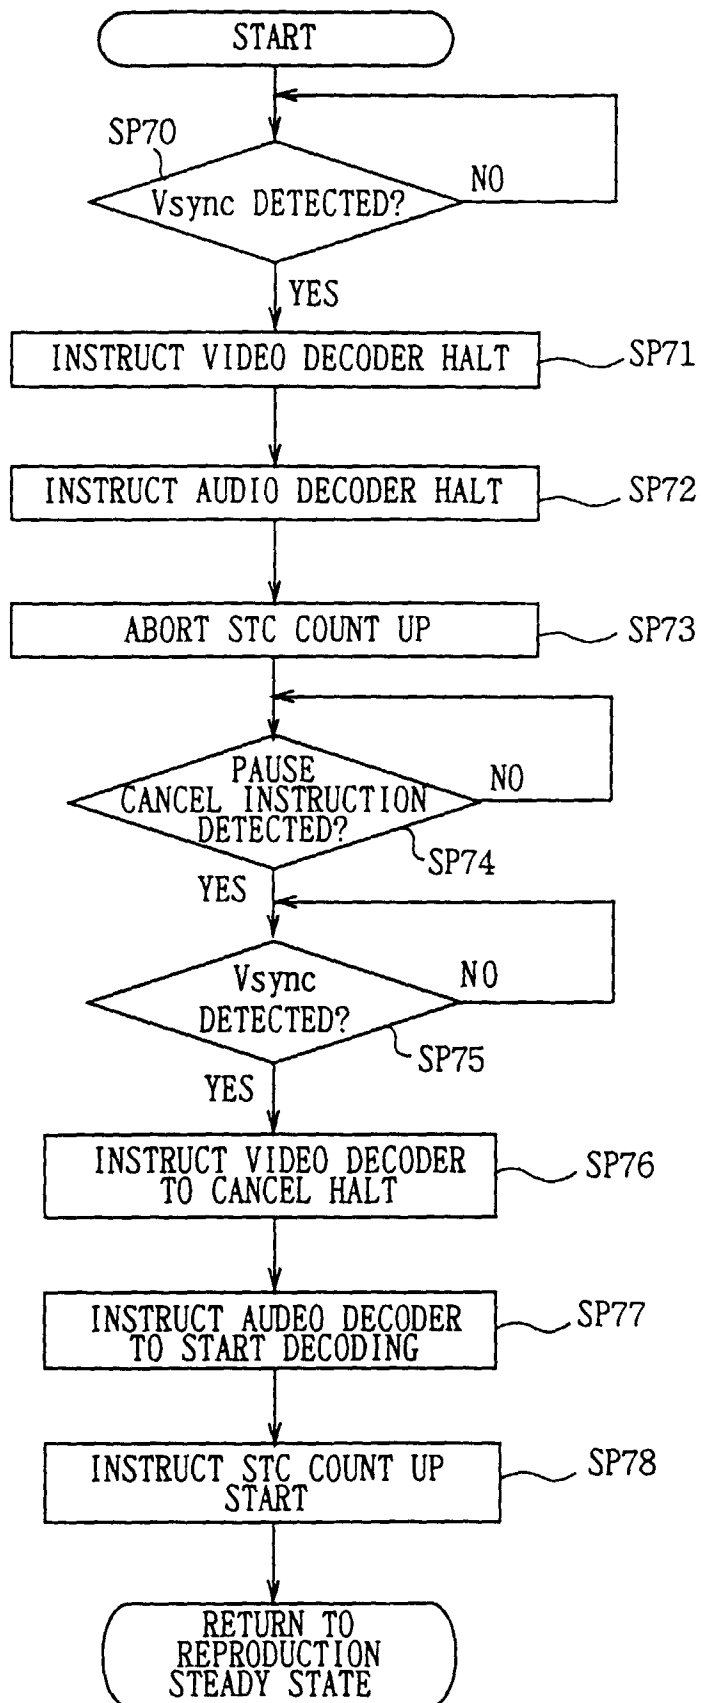 START
SP70
Vsync DETECTED?
NO
YES
INSTRUCT VIDEO DECODER HALT
SP71
INSTRUCT AUDIO DECODER HALT
SP72
ABORT STC COUNT UP
SP73
PAUSE
CANCEL INSTRUCTION
DETECTED?
NO
SP74
YES
Vsync
DETECTED?
NO
SP75
YES
INSTRUCT VIDEO DECODER
TO CANCEL HALT
SP76
INSTRUCT AUDEO DECODER
TO START DECODING
SP77
INSTRUCT STC COUNT UP
START
SP78
RETURN TO
REPRODUCTION
STEADY STATE